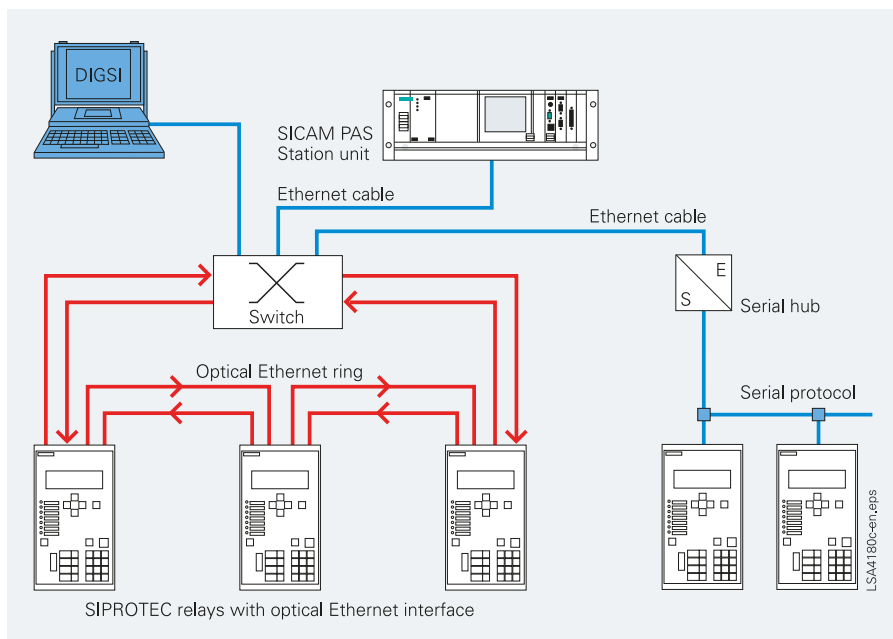 DIGSI
SICAM PAS
Station unit
Ethernet cable
Ethernet cable
E
S
Serial hub
Switch
Optical Ethernet ring
Serial protocol
SIPROTEC relays with optical Ethernet interface
LSA4180c-en.eps